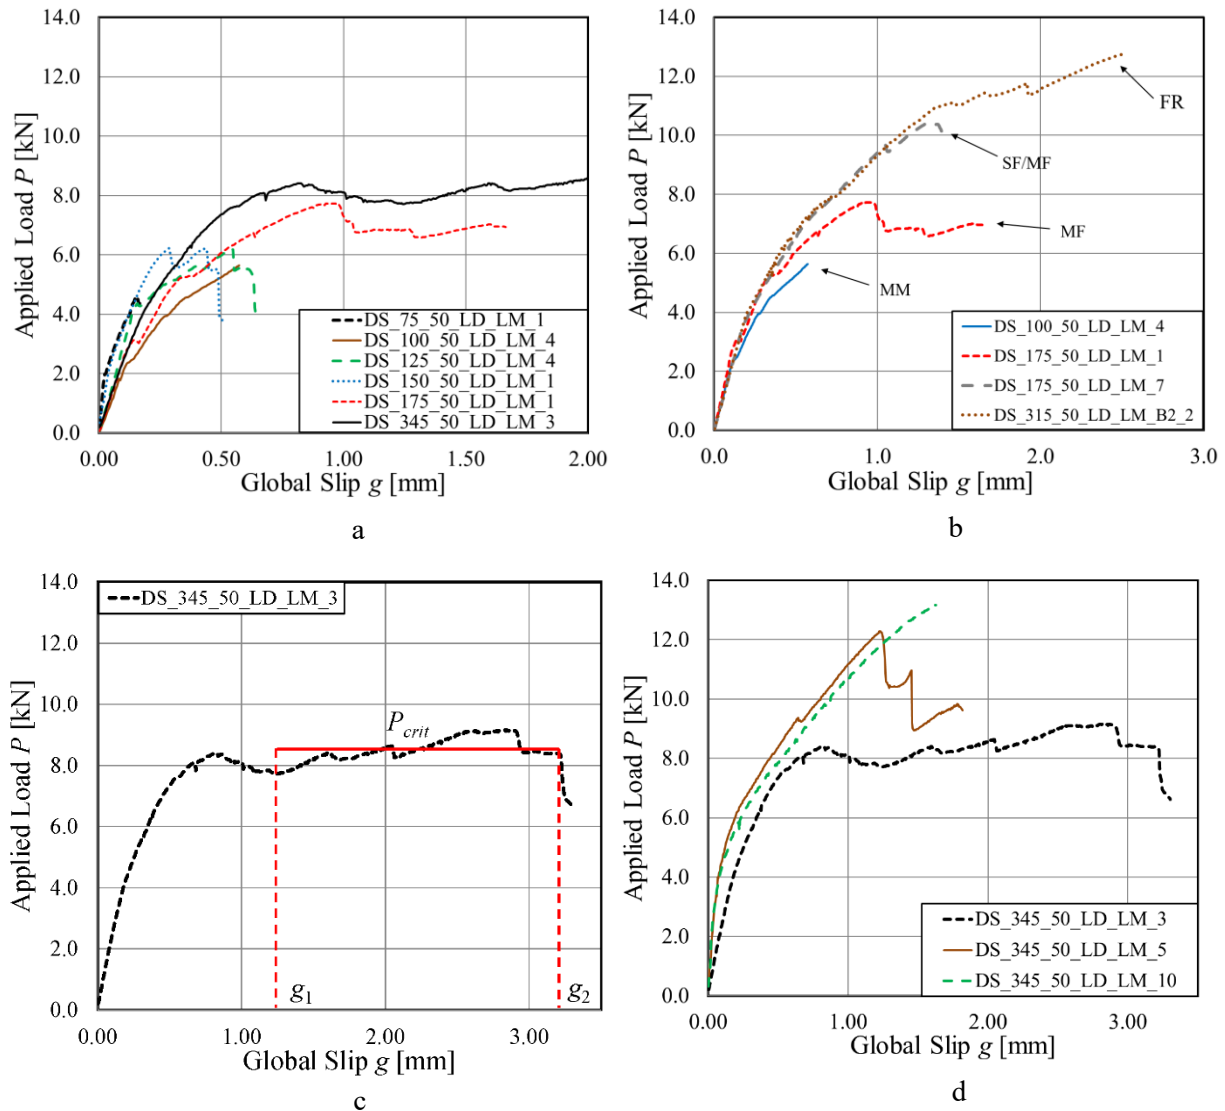 14.0
12.0
10.0
8.0
6.0
4.0
2.0
0.0
Applied Load P [kN]
DS_75_50_LD_LM_1
DS_100_50_LD_LM_4
DS_125_50_LD_LM_4
DS_150_50_LD_LM_1
DS_175_50_LD_LM_1
DS_345_50_LD_LM_3
0.00 0.50 1.00 1.50 2.00
Global Slip g [mm]
a
14.0
12.0
10.0
8.0
6.0
4.0
2.0
0.0
Applied Load P [kN]
FR
SF/MF
MF
MM
DS_100_50_LD_LM_4
DS_175_50_LD_LM_1
DS_175_50_LD_LM_7
DS_315_50_LD_LM_B2_2
0.0 1.0 2.0 3.0
Global Slip g [mm]
b
14.0
12.0
10.0
8.0
6.0
4.0
2.0
0.0
Applied Load P [kN]
DS_345_50_LD_LM_3
Pcrit
g1 g2
0.00 1.00 2.00 3.00
Global Slip g [mm]
c
14.0
12.0
10.0
8.0
6.0
4.0
2.0
0.0
Applied Load P [kN]
DS_345_50_LD_LM_3
DS_345_50_LD_LM_5
DS_345_50_LD_LM_10
0.00 1.00 2.00 3.00
Global Slip g [mm]
d